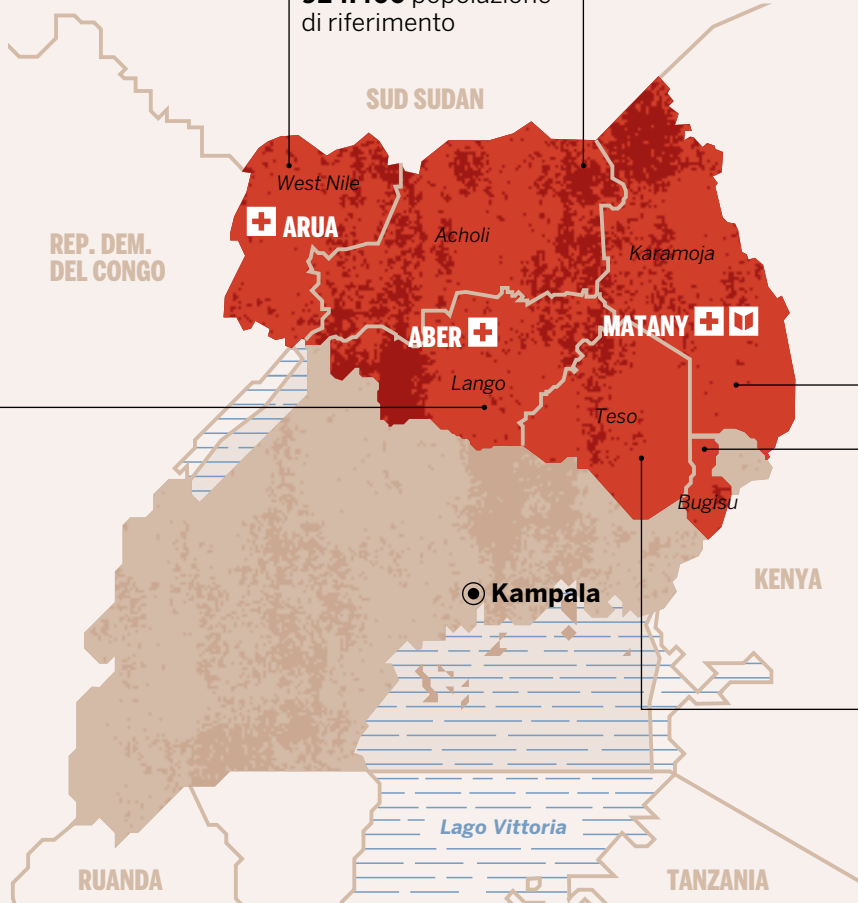 popolazione
di riferimento
SUD SUDAN
West Nile
ARUA
Acholi
REP. DEM.
DEL CONGO
Karamoja
MATANY
ABER
Lango
Teso
Bugisu
KENYA
Kampala
Lago Vittoria
RUANDA
TANZANIA